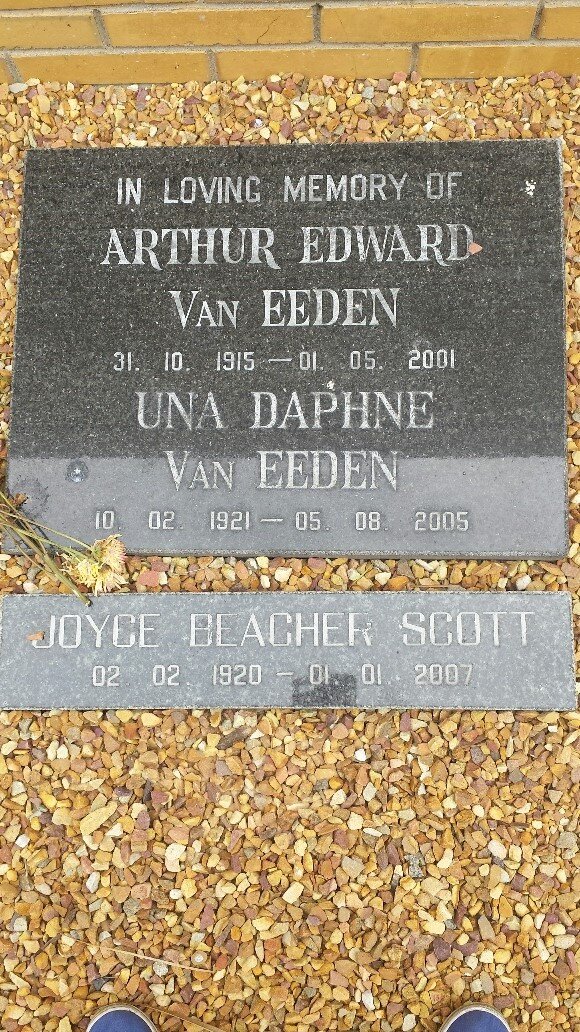 IN LOVING MEMORY OF
ARTHUR EDWARD
VAN EEDEN
31. 10. 1915 — 01. 05. 2001
UNA DAPHNE
VAN EEDEN
10. 02. 1921 — 05. 08. 2005
JOYCE BEACHER SCOTT
02 02 1920 — 01 01 2007